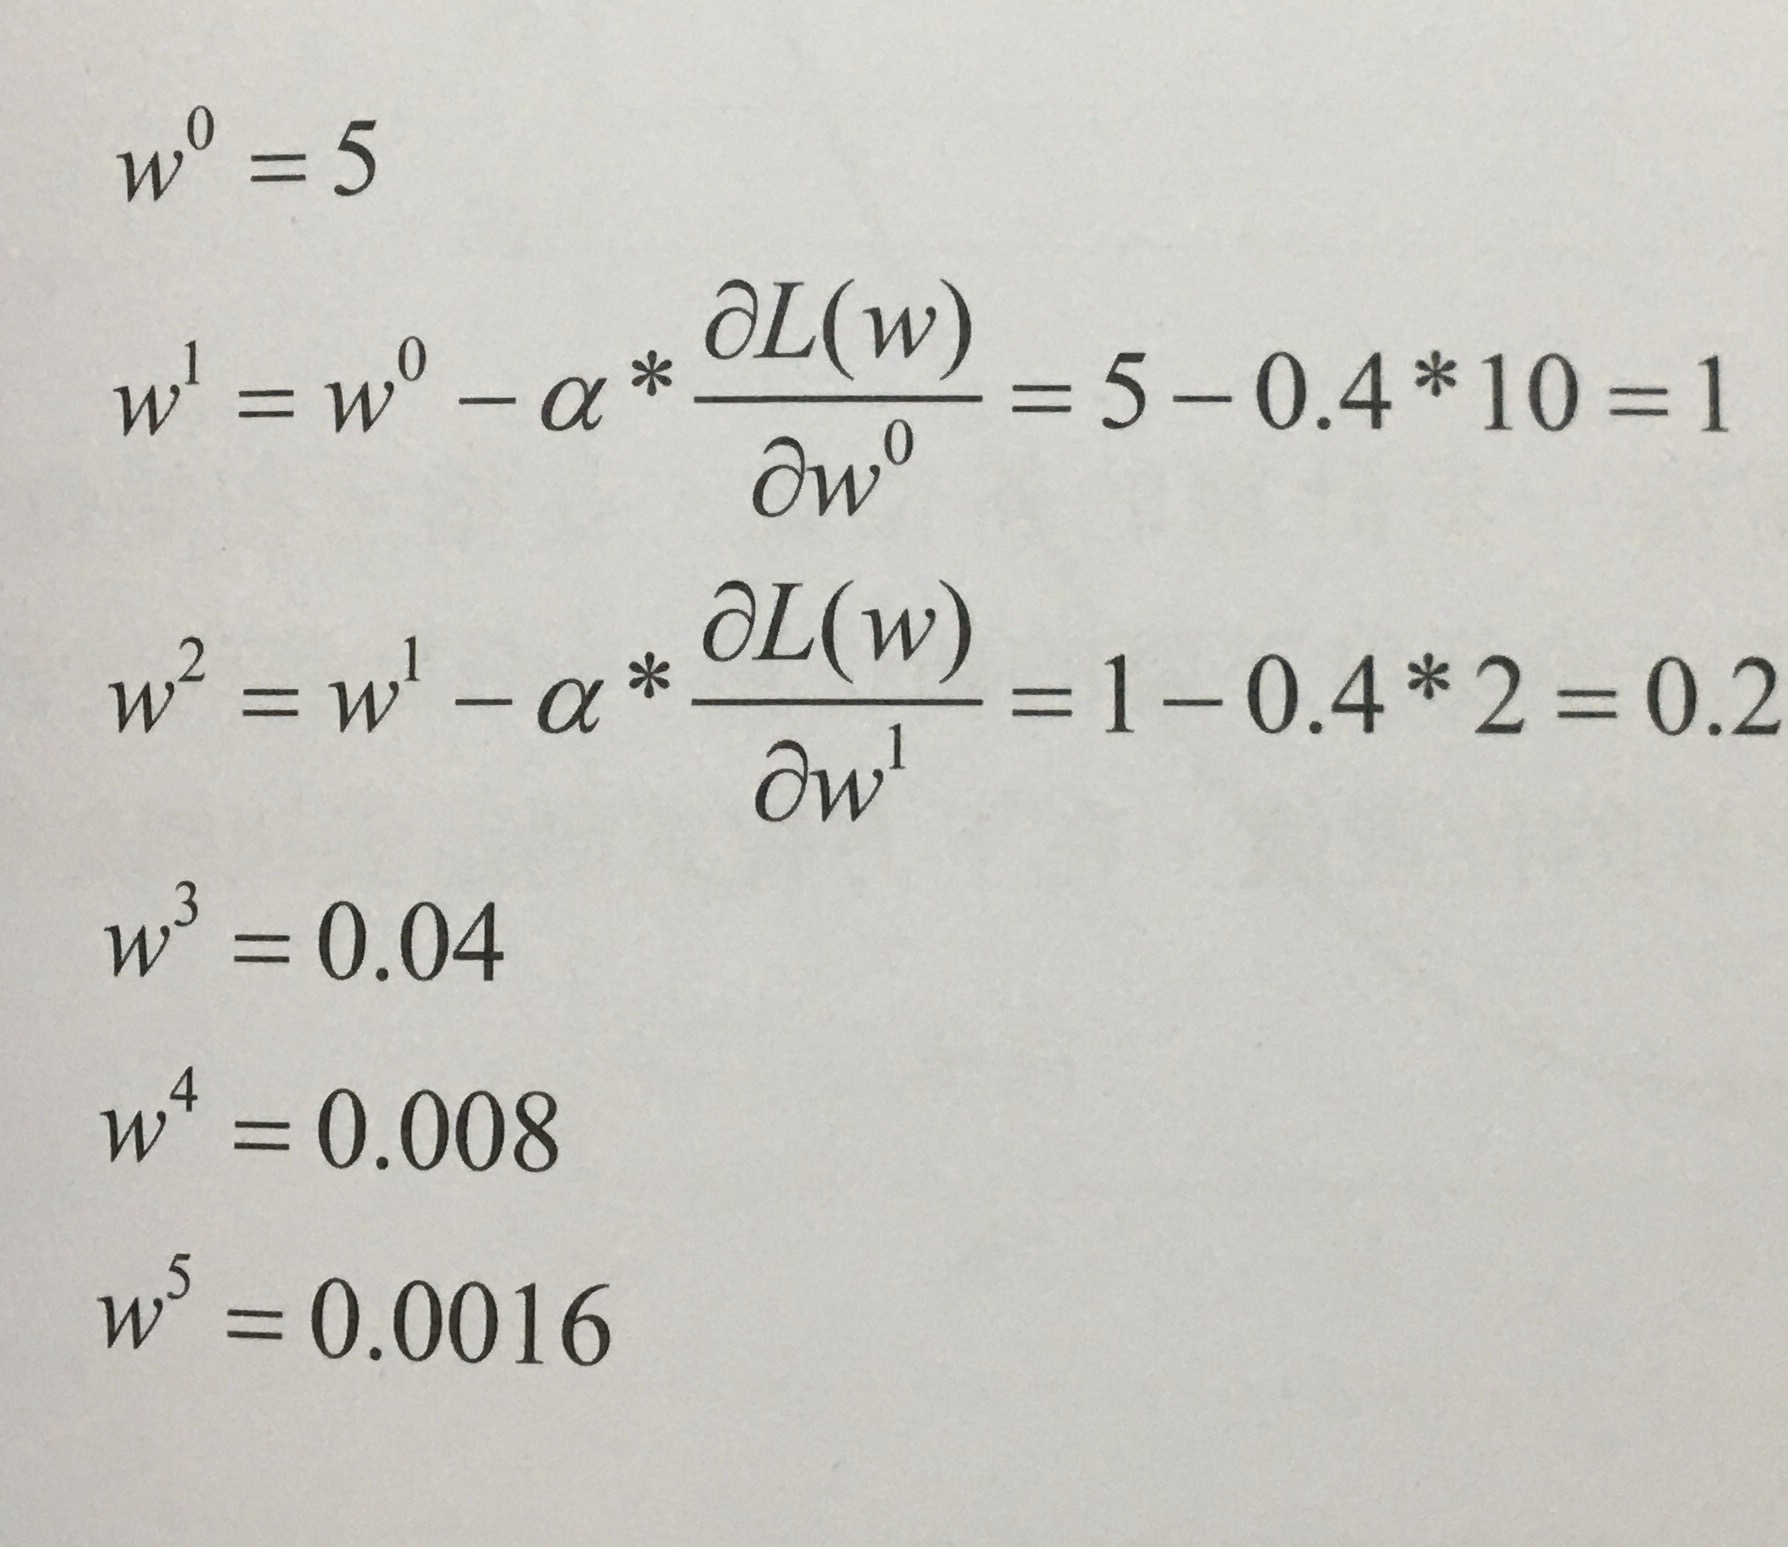 w⁰ = 5
w¹ = w⁰ − α * ∂L(w)/∂w⁰ = 5 − 0.4 * 10 = 1
w² = w¹ − α * ∂L(w)/∂w¹ = 1 − 0.4 * 2 = 0.2
w³ = 0.04
w⁴ = 0.008
w⁵ = 0.0016